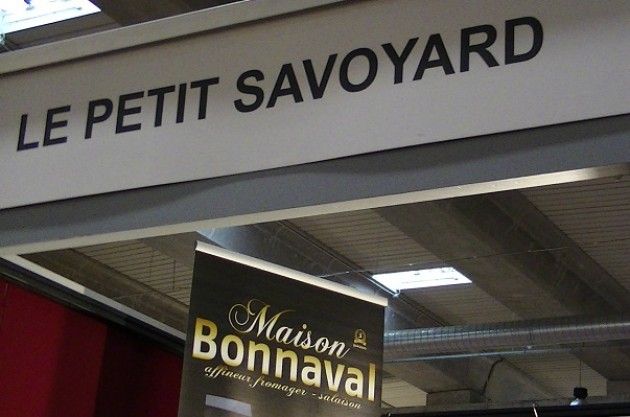 LE PETIT SAVOYARD
Maison
Bonnaval
affineur fromager - salaison